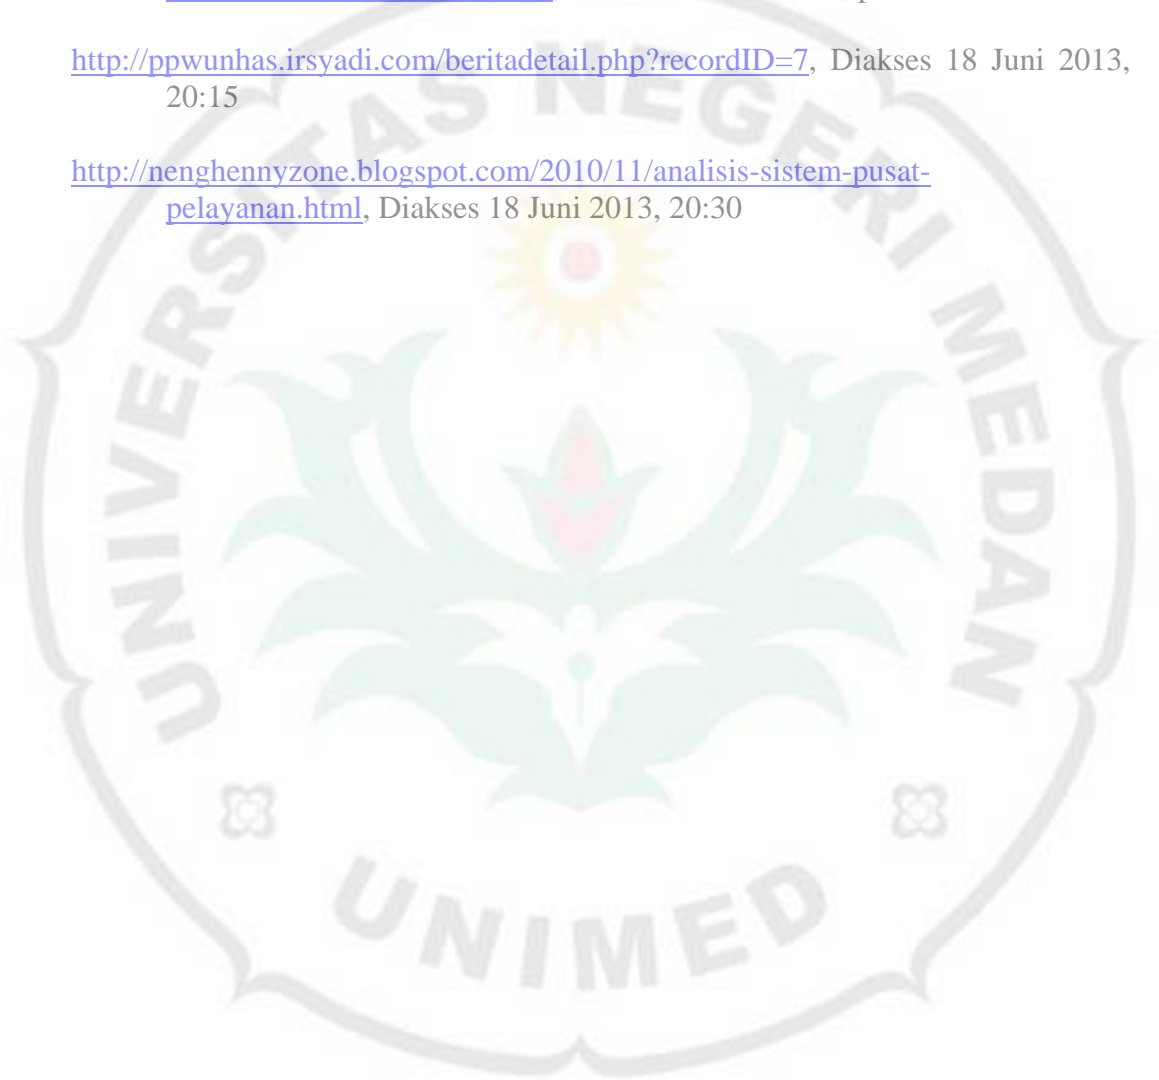 http://ppwunhas.irsyadi.com/beritadetail.php?recordID=7, Diakses 18 Juni 2013,
20:15
http://nenghennyzone.blogspot.com/2010/11/analisis-sistem-pusat-
pelayanan.html, Diakses 18 Juni 2013, 20:30
UNIVERSITAS NEGERI MEDAN
UNIMED